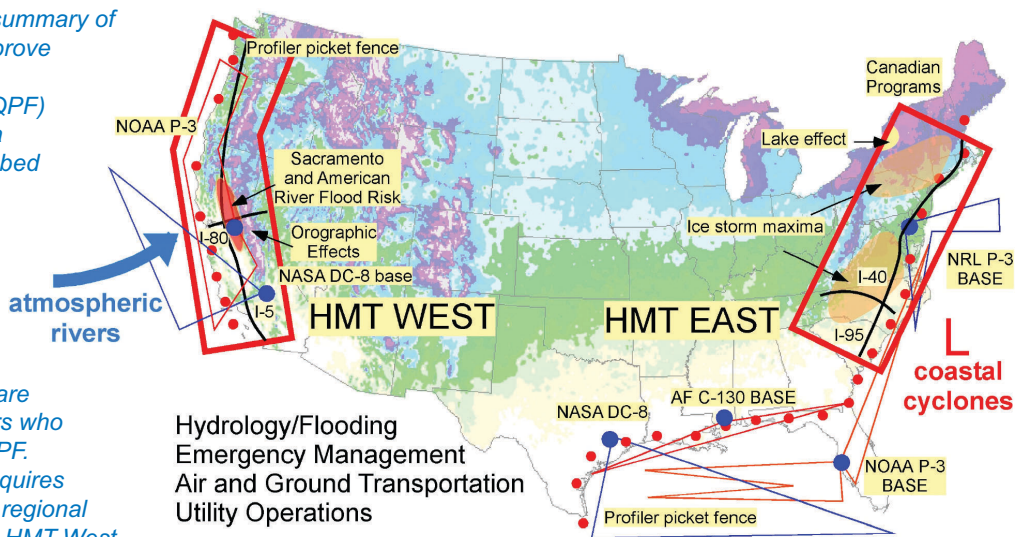 summary of
prove
QPF)
bed
are
rs who
PF.
quires
regional
HMT West
Profiler picket fence
NOAA P-3
Sacramento
and American
River Flood Risk
I-80
Orographic
Effects
NASA DC-8 base
I-5
atmospheric
rivers
HMT WEST
HMT EAST
Canadian
Programs
Lake effect
Ice storm maxima
I-40
I-95
NRL P-3
BASE
L
coastal
cyclones
AF C-130 BASE
NASA DC-8
NOAA P-3
BASE
Profiler picket fence
Hydrology/Flooding
Emergency Management
Air and Ground Transportation
Utility Operations